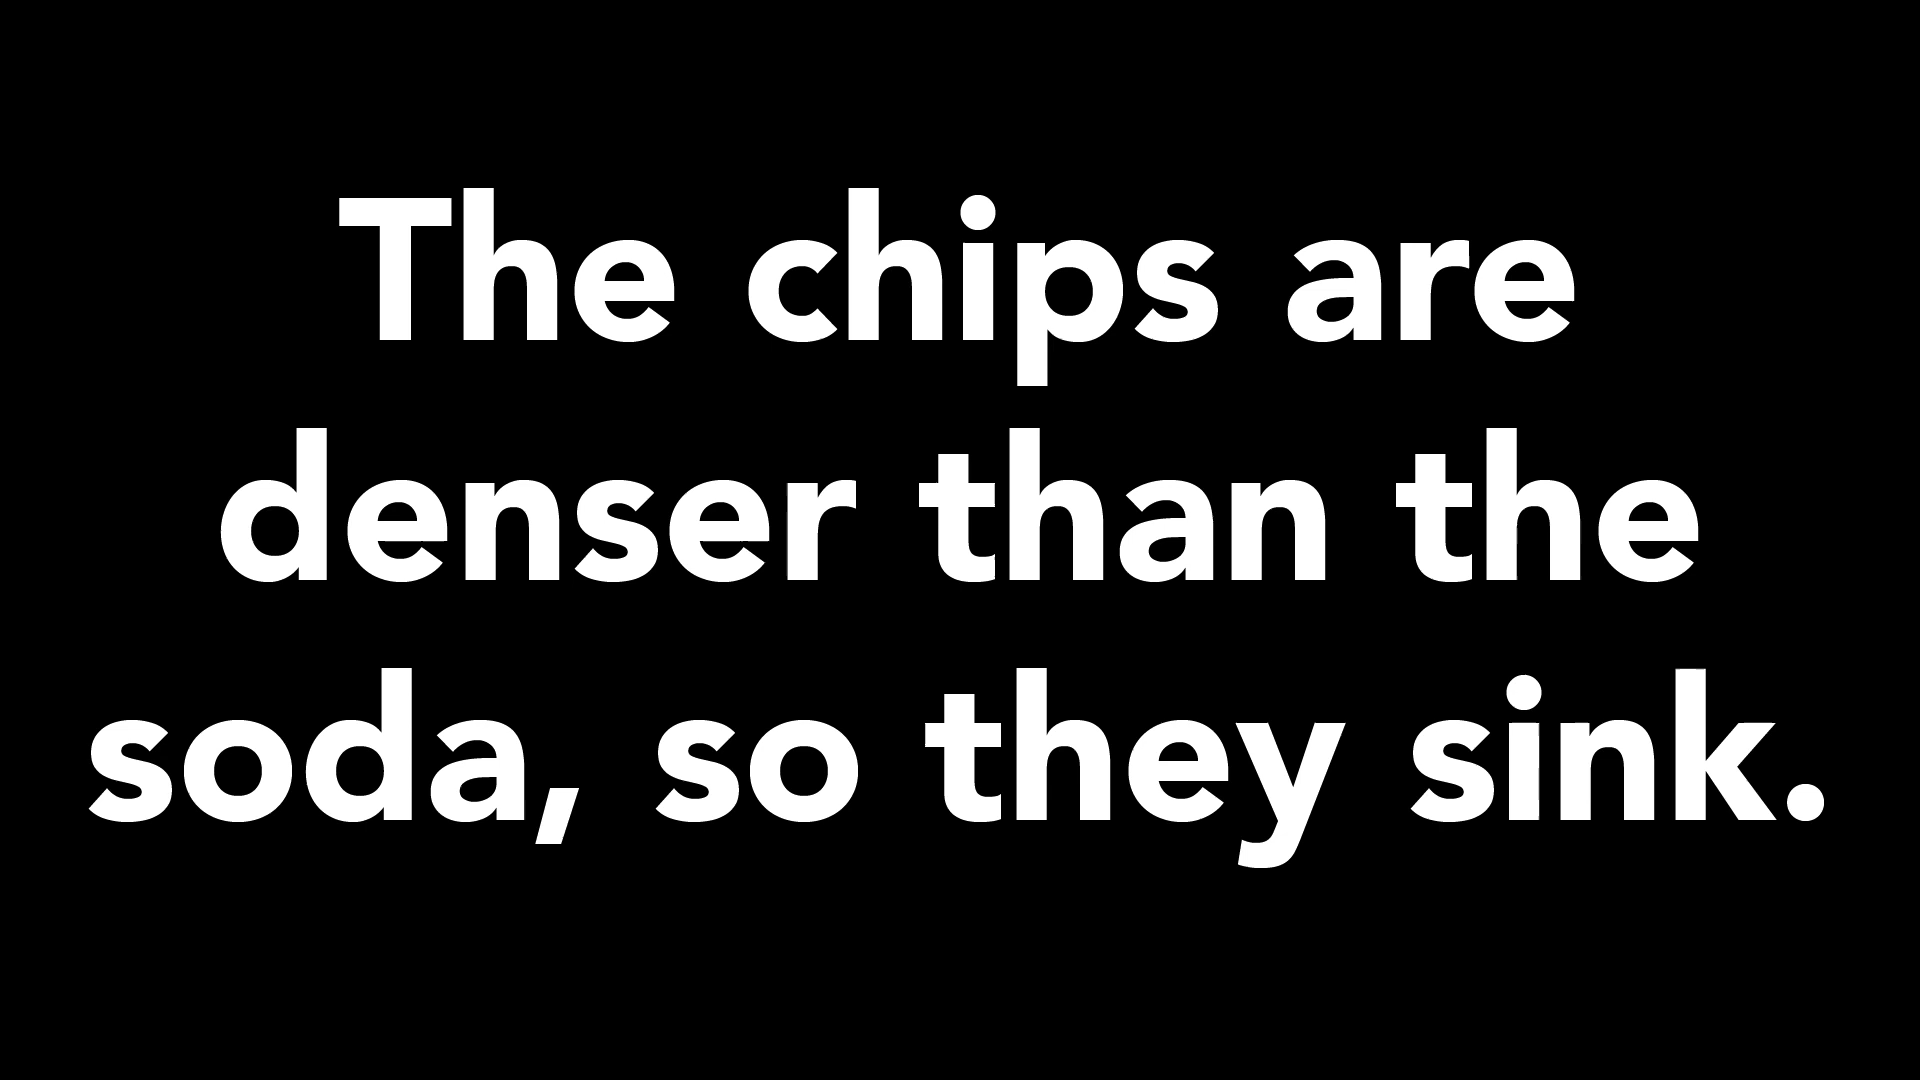 The chips are
denser than the
soda, so they sink.